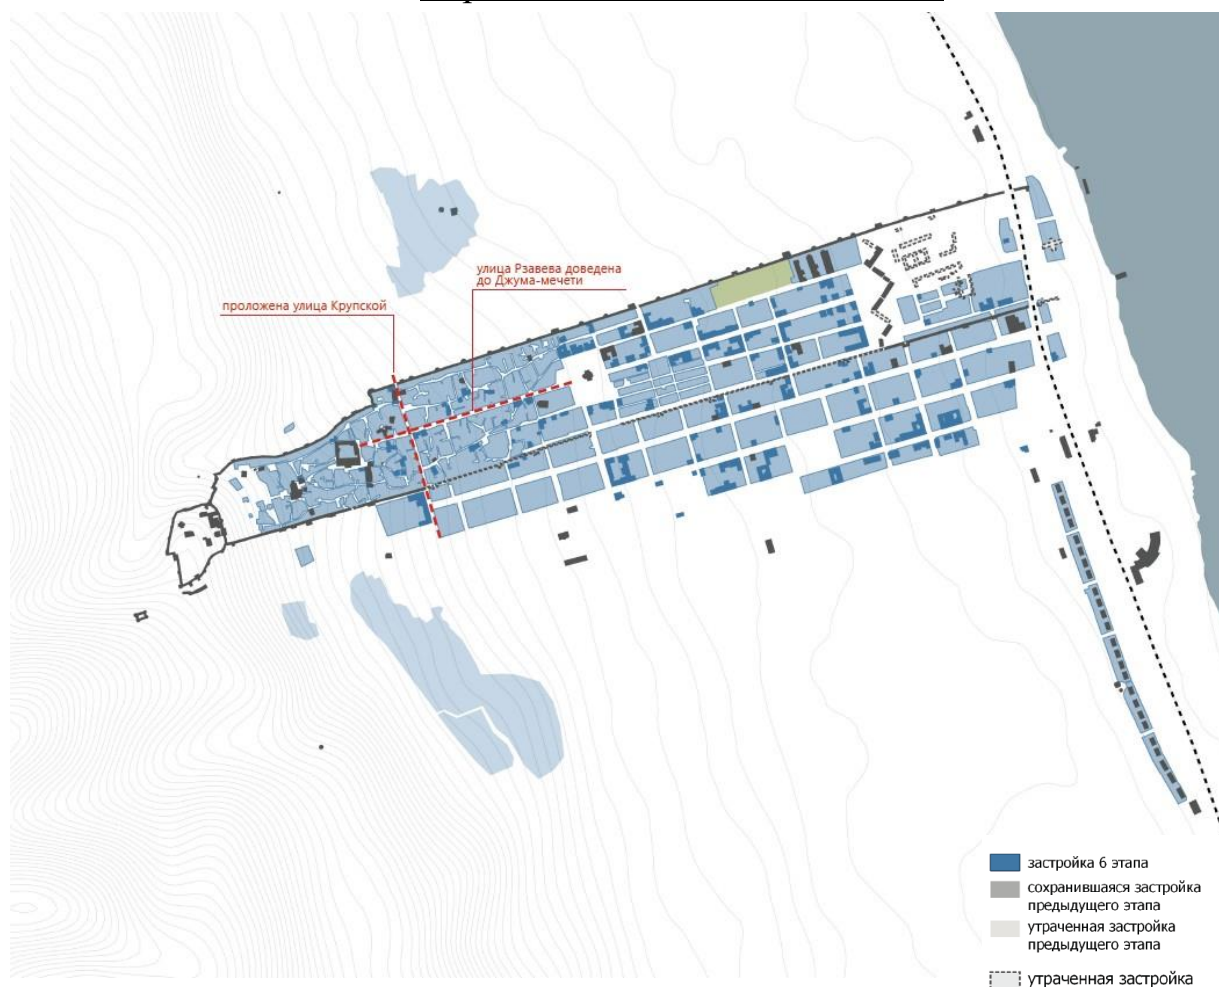 улица Рзавева доведена
до Джума-мечети
проложена улица Крупской
застройка 6 этапа
сохранившаяся застройка
предыдущего этапа
утраченная застройка
предыдущего этапа
утраченная застройка